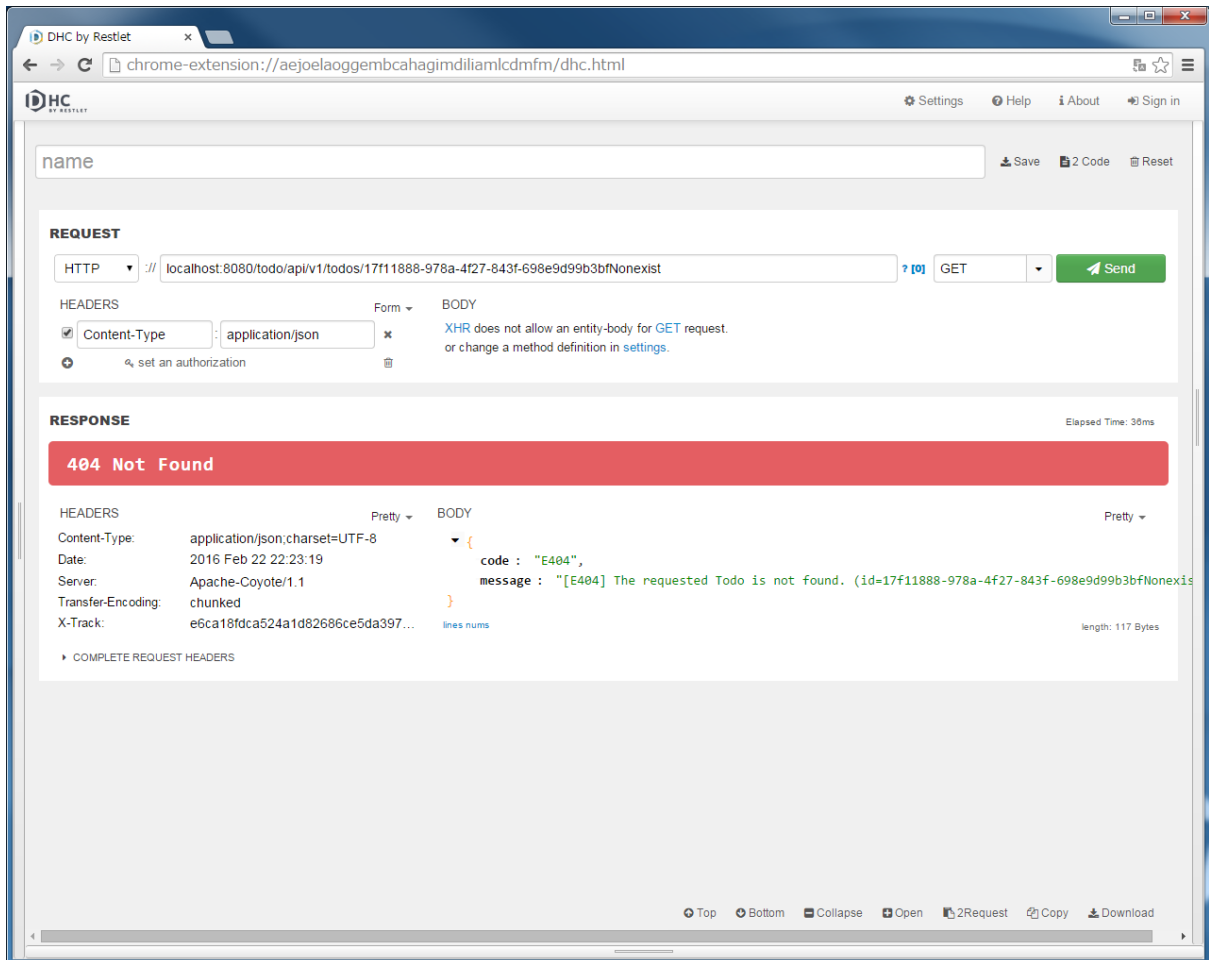 DHC by Restlet
chrome-extension://aejoelaoggembcahagimdiliamlcdmfm/dhc.html
DHC BY RESTLET Settings Help About Sign in
name Save 2 Code Reset
REQUEST
HTTP :// localhost:8080/todo/api/v1/todos/17f11888-978a-4f27-843f-698e9d99b3bfNonexist ? [0] GET Send
HEADERS Form BODY
Content-Type : application/json XHR does not allow an entity-body for GET request.
or change a method definition in settings.
set an authorization
RESPONSE Elapsed Time: 36ms
404 Not Found
HEADERS Pretty BODY Pretty
Content-Type: application/json;charset=UTF-8 {
Date: 2016 Feb 22 22:23:19 code : "E404",
Server: Apache-Coyote/1.1 message : "[E404] The requested Todo is not found. (id=17f11888-978a-4f27-843f-698e9d99b3bfNonexis
Transfer-Encoding: chunked }
X-Track: e6ca18fdca524a1d82686ce5da397... lines nums length: 117 Bytes
COMPLETE REQUEST HEADERS
Top Bottom Collapse Open 2Request Copy Download